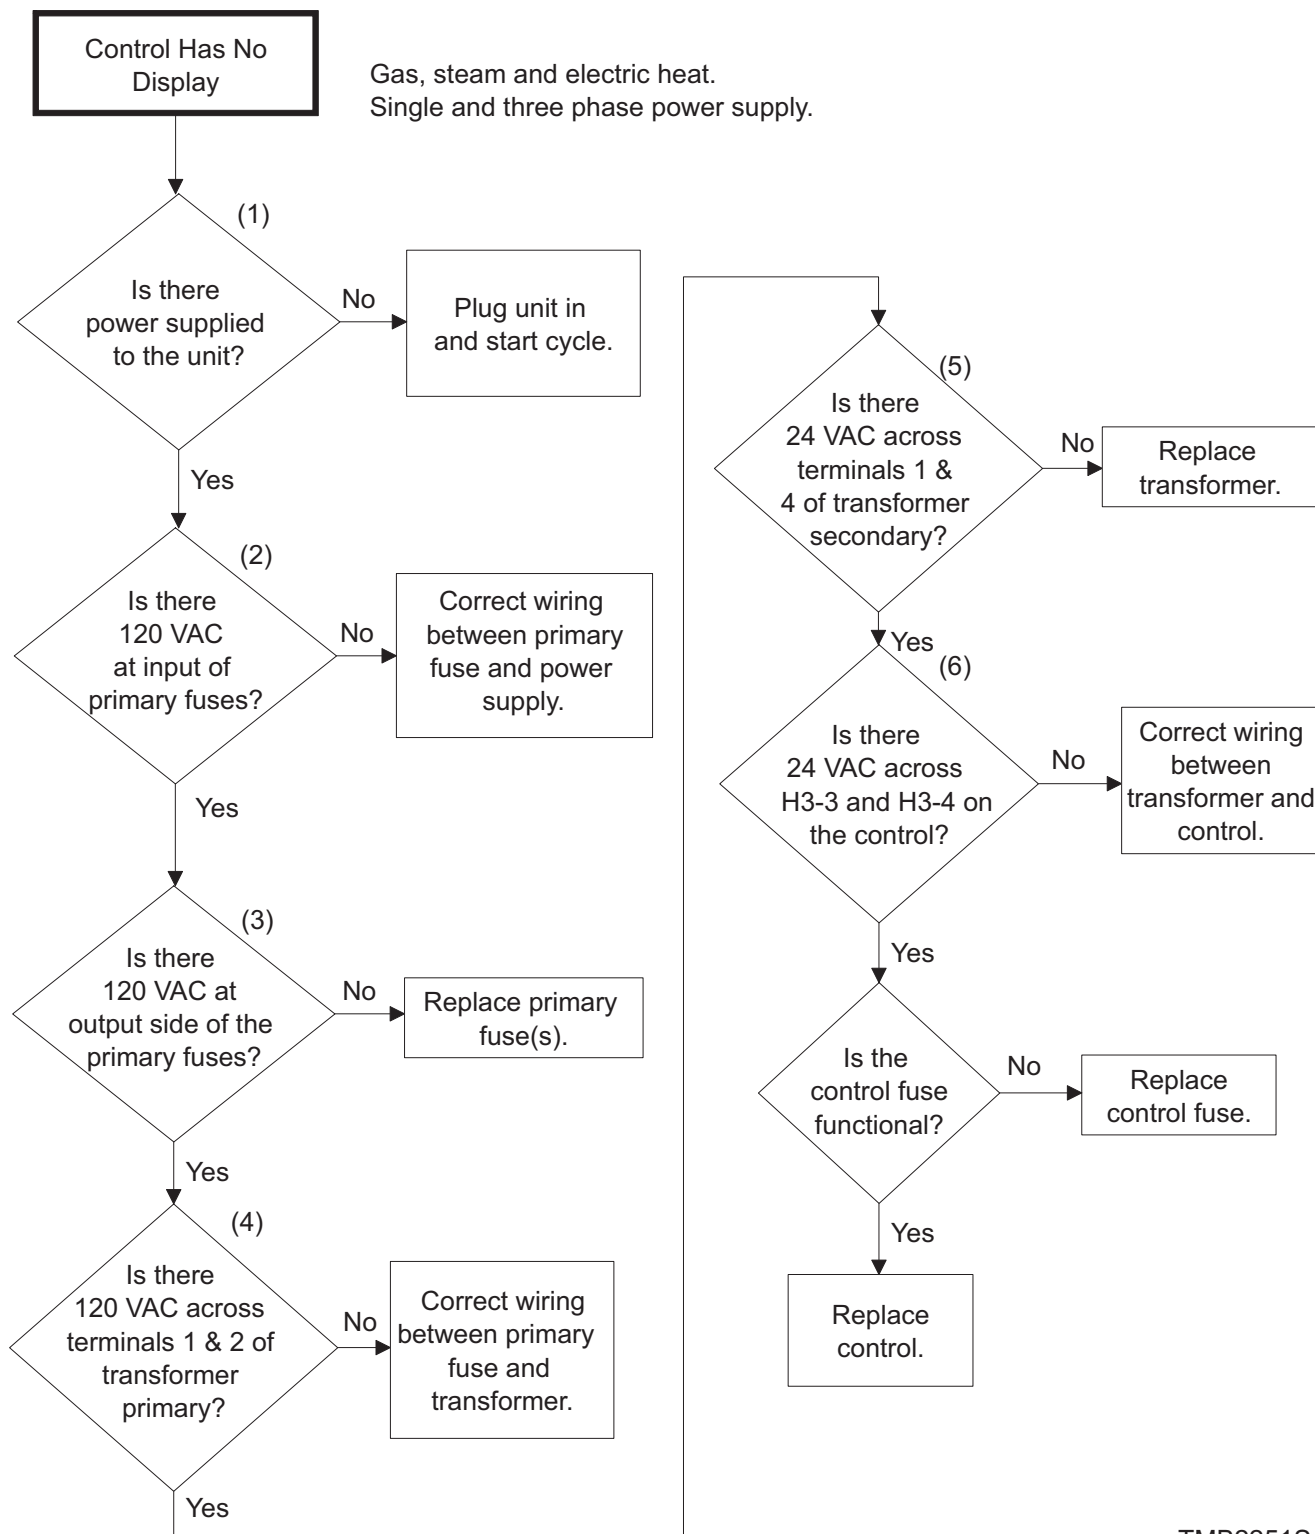 Control Has No
Display
Gas, steam and electric heat.
Single and three phase power supply.
(1)
Is there
power supplied
to the unit?
No
Plug unit in
and start cycle.
Yes
(2)
Is there
120 VAC
at input of
primary fuses?
No
Correct wiring
between primary
fuse and power
supply.
Yes
(3)
Is there
120 VAC at
output side of the
primary fuses?
No
Replace primary
fuse(s).
Yes
(4)
Is there
120 VAC across
terminals 1 & 2 of
transformer
primary?
No
Correct wiring
between primary
fuse and
transformer.
Yes
(5)
Is there
24 VAC across
terminals 1 &
4 of transformer
secondary?
No
Replace
transformer.
Yes
(6)
Is there
24 VAC across
H3-3 and H3-4 on
the control?
No
Correct wiring
between
transformer and
control.
Yes
Is the
control fuse
functional?
No
Replace
control fuse.
Yes
Replace
control.